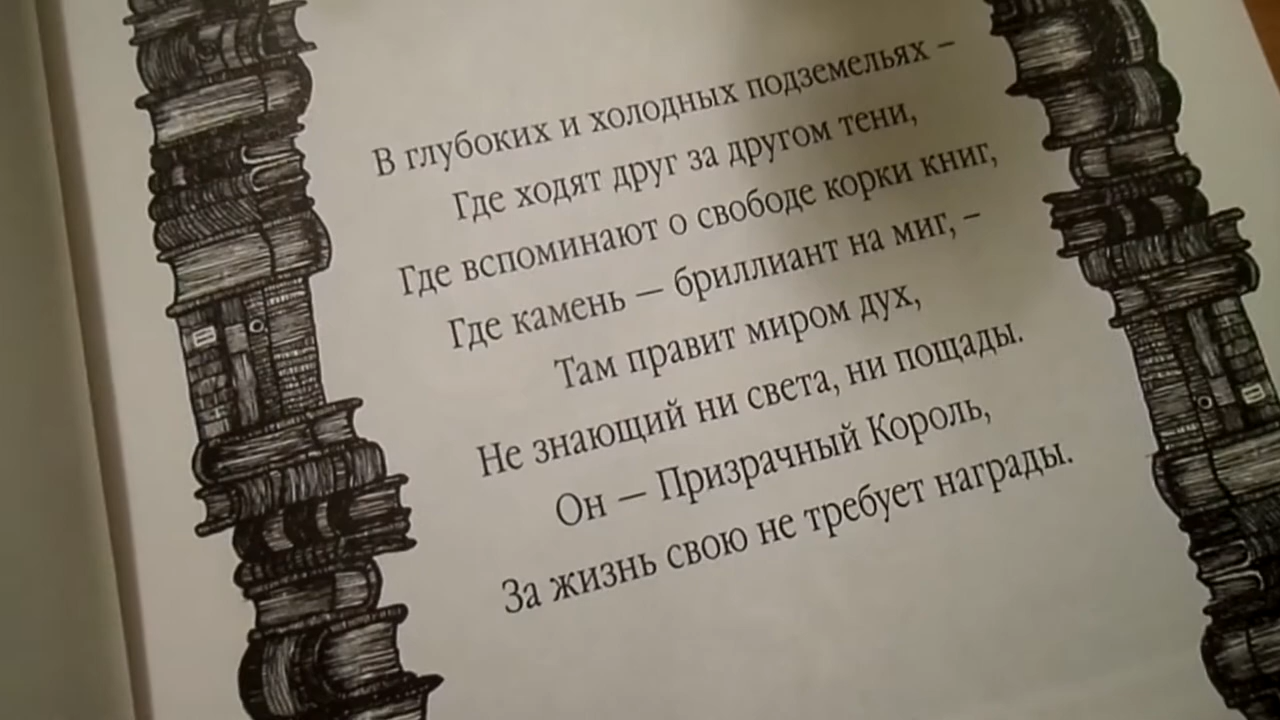 В глубоких и холодных подземельях –
Где ходят друг за другом тени,
Где вспоминают о свободе корки книг,
Где камень — бриллиант на миг, –
Там правит миром дух,
Не знающий ни света, ни пощады.
Он — Призрачный Король,
За жизнь свою не требует награды.